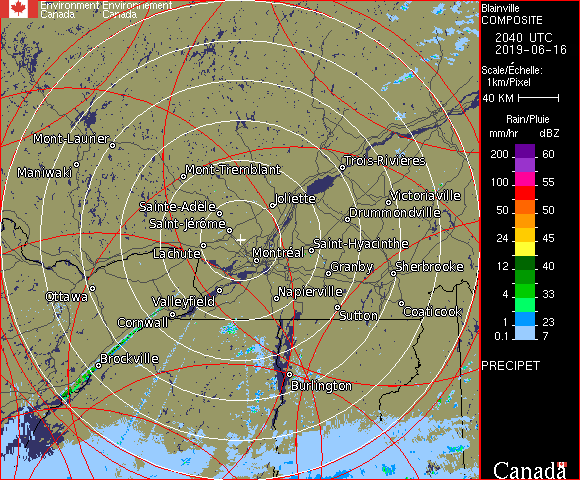 Environment Environnement
Canada Canada
Mont-Laurier
Maniwaki
Mont-Tremblant
Trois-Rivières
Sainte-Adèle
Joliette
Victoriaville
Saint-Jérôme
Drummondville
Lachute
Montréal
Saint-Hyacinthe
Granby
Sherbrooke
Ottawa
Valleyfield
Napierville
Cornwall
Sutton
Coaticook
Brockville
Burlington
Blainville
COMPOSITE
2040 UTC
2019-06-16
Scale/Échelle:
1km/Pixel
40 KM
Rain/Pluie
mm/hr dBZ
200 60
100 55
50 50
24 45
12 40
4 33
1 23
0.1 7
PRECIPET
Canada